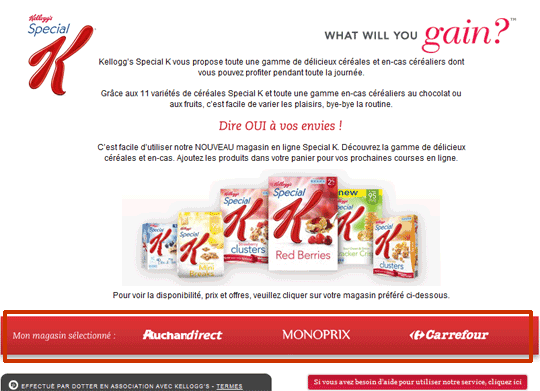 Kellogg's
Special
K
WHAT WILL YOU gain?™
Kellogg's Special K vous propose toute une gamme de délicieux céréales et en-cas céréaliers dont
vous pouvez profiter pendant toute la journée.
Grâce aux 11 variétés de céréales Special K et toute une gamme en-cas céréaliers au chocolat ou
aux fruits, c'est facile de varier les plaisirs, bye-bye la routine.
Dire OUI à vos envies !
C'est facile d'utiliser notre NOUVEAU magasin en ligne Special K. Découvrez la gamme de délicieux
céréales et en-cas. Ajoutez les produits dans votre panier pour vos prochaines courses en ligne.
Kellogg's
Special
K
Red Berries
Special
K
clusters
Special
K
Mini
Breaks
new
Special
K
Cracker
Special
K
clusters
Special
K
Pour voir la disponibilité, prix et offres, veuillez cliquer sur votre magasin préféré ci-dessous.
Mon magasin sélectionné : Auchandirect MONOPRIX Carrefour
EFFECTUÉ PAR DOTTER EN ASSOCIATION AVEC KELLOGG'S - TERMES
Si vous avez besoin d'aide pour utiliser notre service, cliquez ici